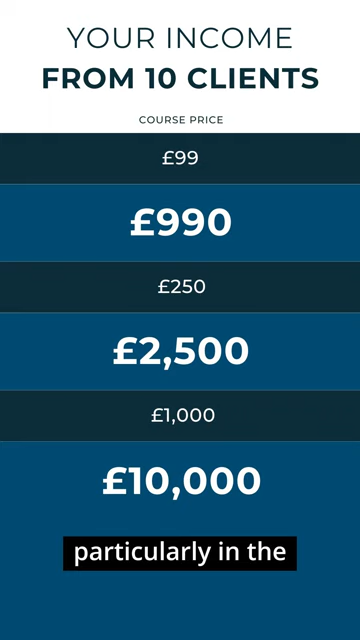 YOUR INCOME
FROM 10 CLIENTS
COURSE PRICE
£99
£990
£250
£2,500
£1,000
£10,000
particularly in the